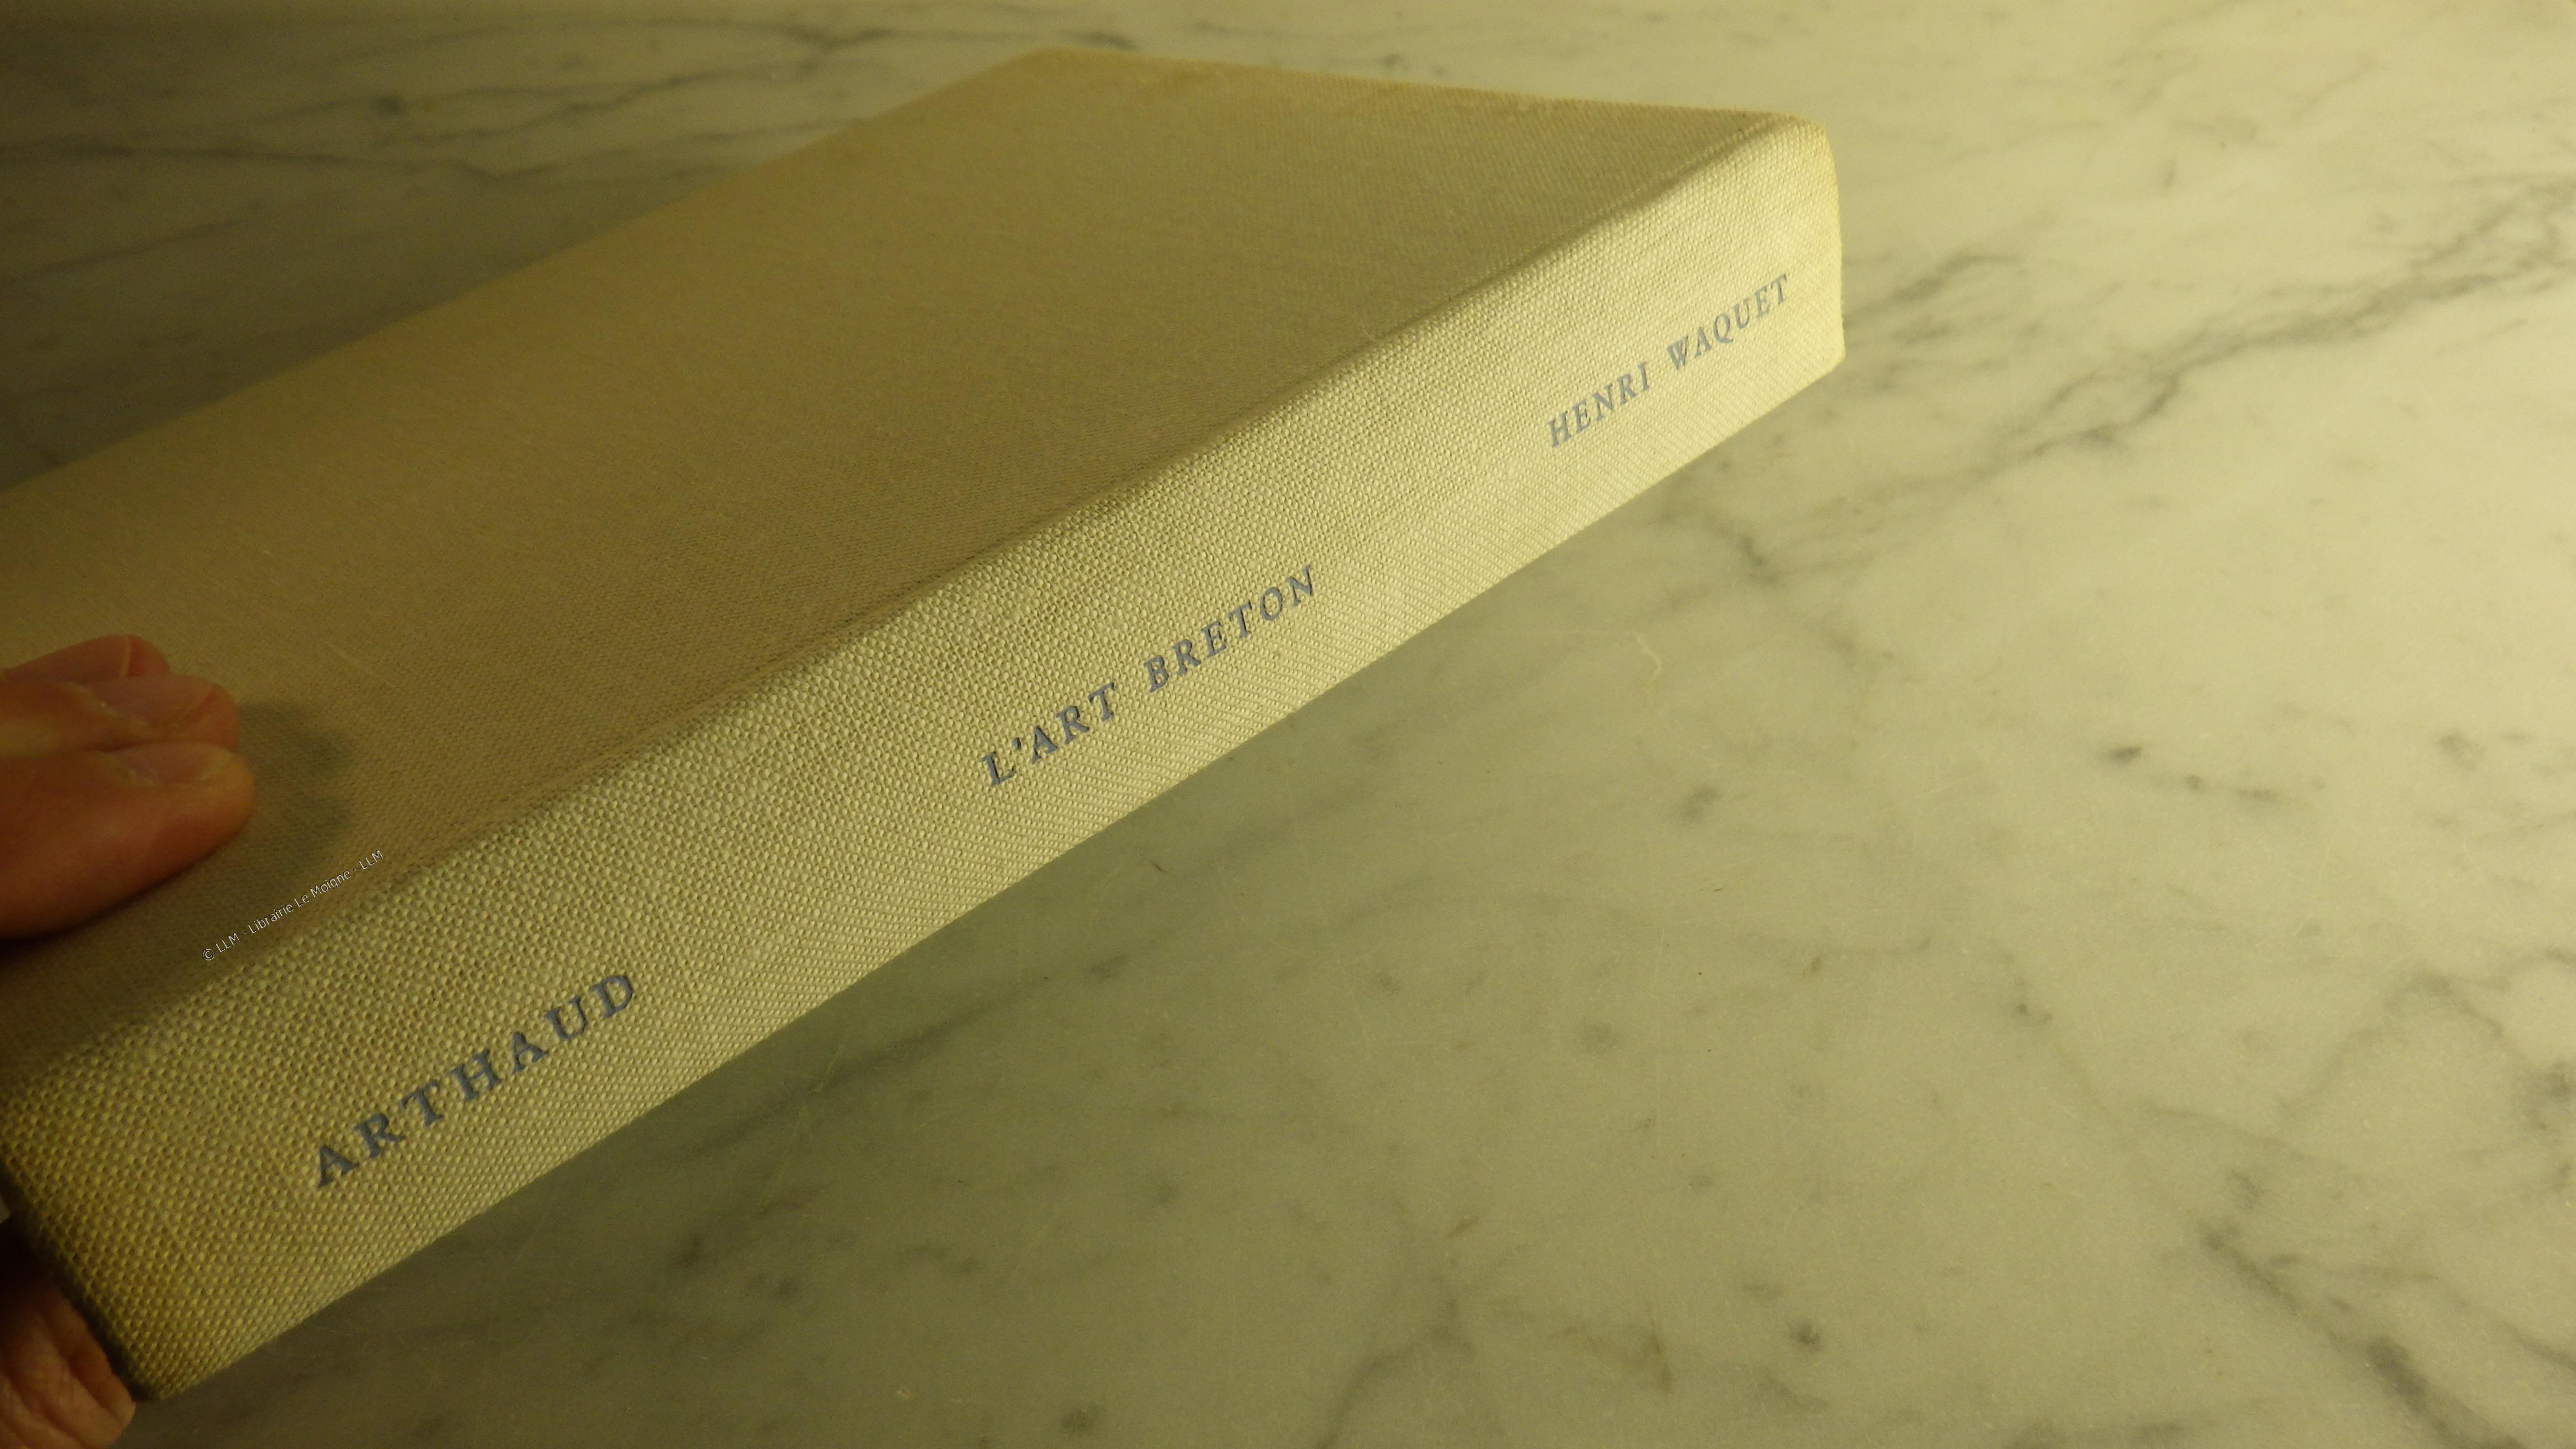 HENRI WAQUET
L'ART BRETON
ARTHAUD
© LLM - Librairie Le Moigne - LLM